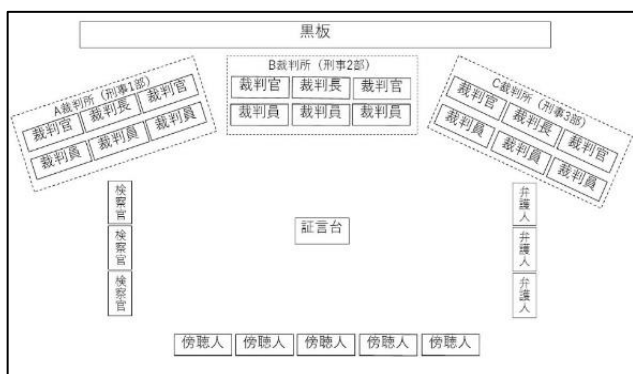 黒板
A裁判所（刑事1部）
裁判官 裁判長 裁判官
裁判員 裁判員 裁判員
B裁判所（刑事2部）
裁判官 裁判長 裁判官
裁判員 裁判員 裁判員
C裁判所（刑事3部）
裁判官 裁判長 裁判官
裁判員 裁判員 裁判員
検察官
検察官
検察官
証言台
弁護人
弁護人
弁護人
傍聴人 傍聴人 傍聴人 傍聴人 傍聴人